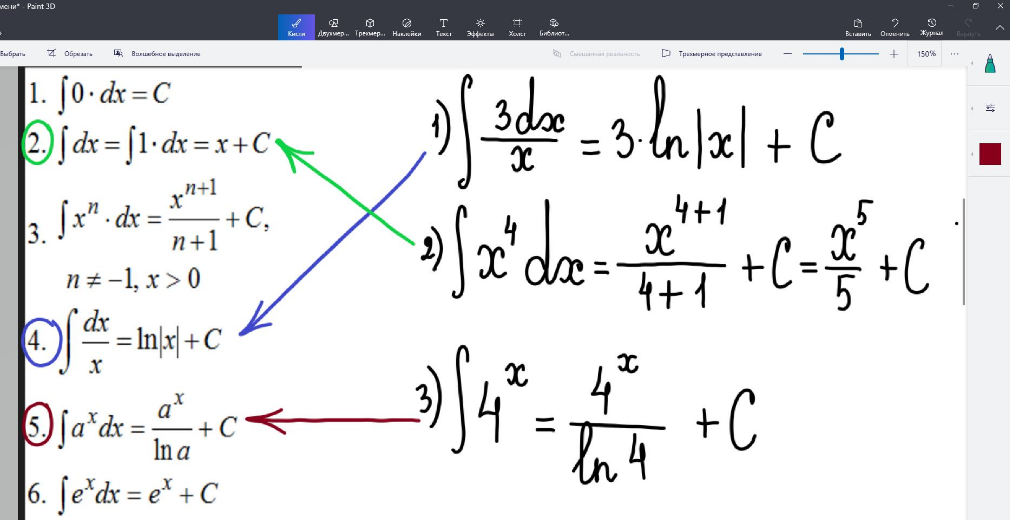 мени* - Paint 3D
Кисти Двухмер... Трехмер... Наклейки Текст Эффекты Холст Библиот... Вставить Отменить Журнал Вернуть
Выбрать Обрезать Волшебное выделение Смешанная реальность Трехмерное представление 150%
1. ∫0·dx = C
2. ∫dx = ∫1·dx = x + C
3. ∫xⁿ·dx = xⁿ⁺¹/(n+1) + C,
n ≠ −1, x > 0
4. ∫dx/x = ln|x| + C
5. ∫aˣdx = aˣ/ln a + C
6. ∫eˣdx = eˣ + C
1) ∫3dx/x = 3·ln|x| + C
2) ∫x⁴dx = x⁴⁺¹/(4+1) + C = x⁵/5 + C
3) ∫4ˣ = 4ˣ/ln 4 + C